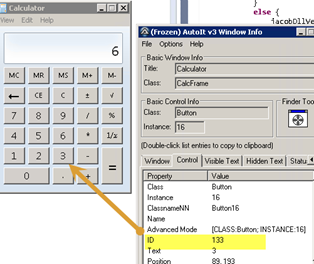 Calculator
View Edit Help
6
MC MR MS M+ M-
← CE C ± √
7 8 9 / %
4 5 6 * 1/x
1 2 3 - =
0 . +
}
else {
jacobDllVe
(Frozen) AutoIt v3 Window Info
File Options Help
Basic Window Info
Title: Calculator
Class: CalcFrame
Basic Control Info
Class: Button
Instance: 16
Finder Too
(Double-click list entries to copy to clipboard)
Window Control Visible Text Hidden Text Statu
Property Value
Class Button
Instance 16
ClassnameNN Button16
Name
Advanced Mode [CLASS:Button; INSTANCE:16]
ID 133
Text 3
Position 89, 193